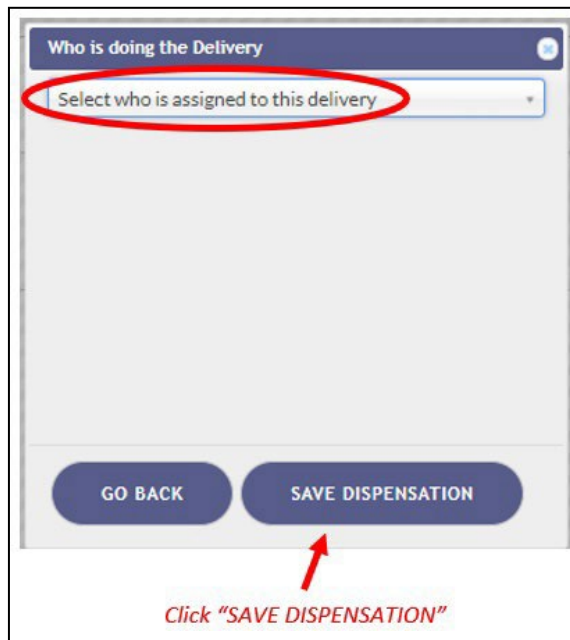 Who is doing the Delivery
Select who is assigned to this delivery
GO BACK SAVE DISPENSATION
Click “SAVE DISPENSATION”